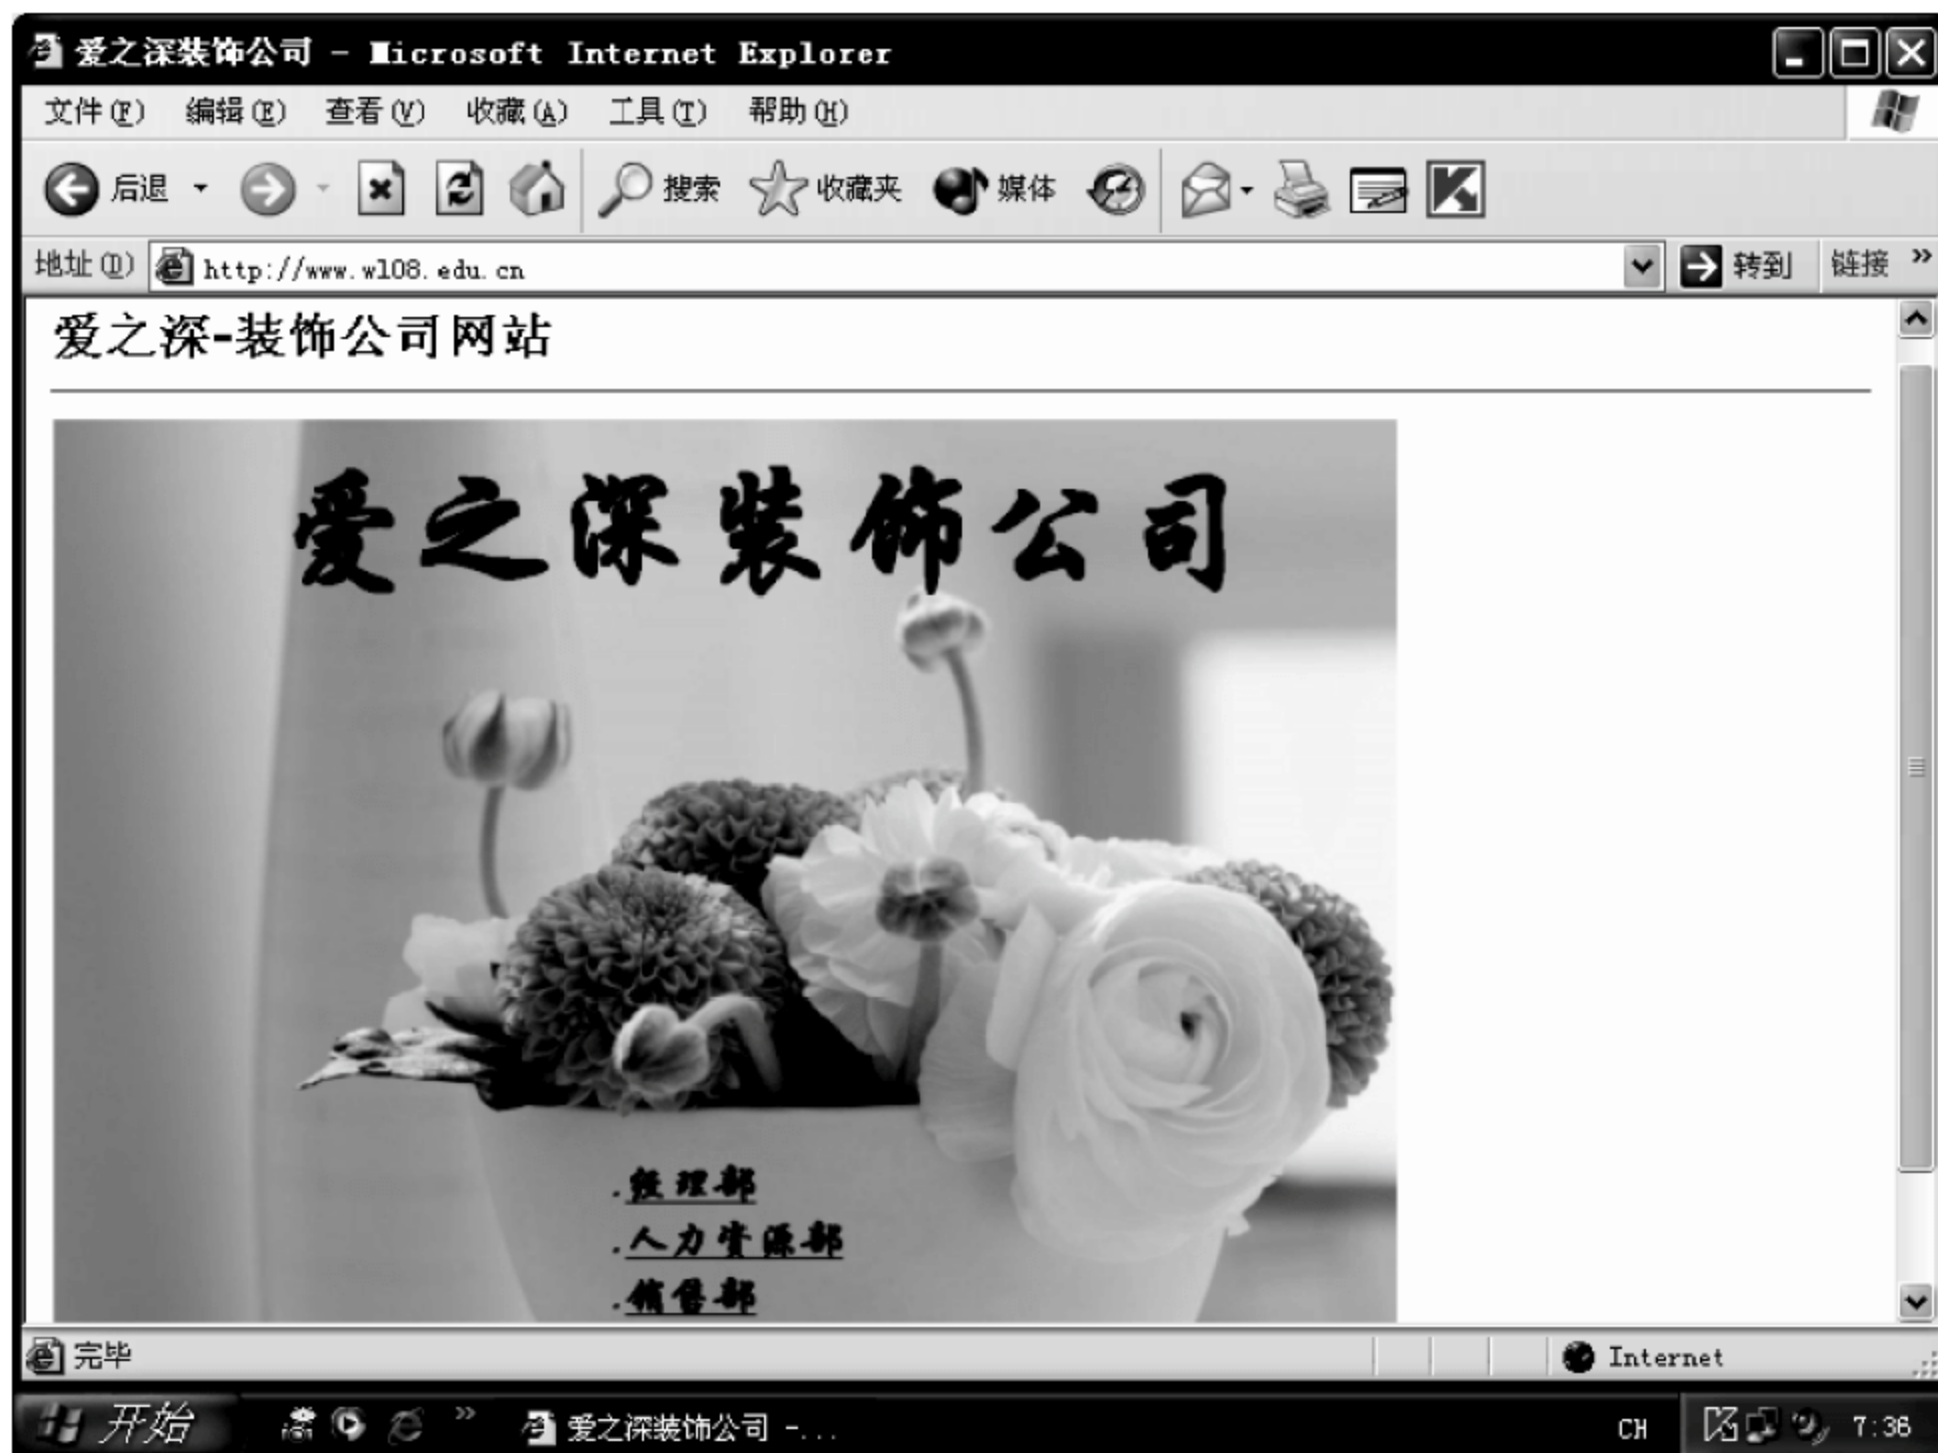 爱之深装饰公司 - Microsoft Internet Explorer
文件(F) 编辑(E) 查看(V) 收藏(A) 工具(T) 帮助(H)
后退 搜索 收藏夹 媒体
地址(D) http://www.wl08.edu.cn 转到 链接 »
爱之深-装饰公司网站
爱之深装饰公司
.经理部
.人力资源部
.销售部
完毕 Internet
开始 » 爱之深装饰公司 -... CH 7:36